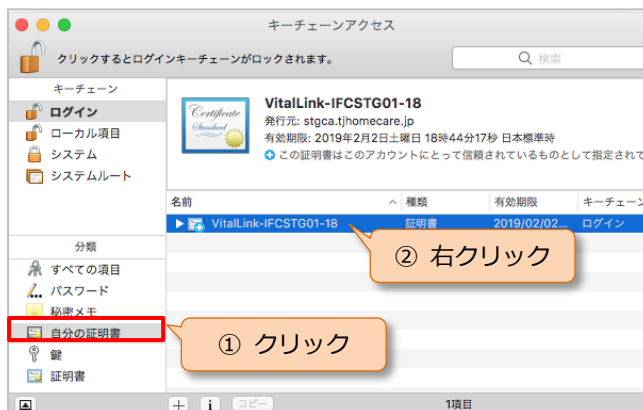 キーチェーンアクセス
クリックするとログインキーチェーンがロックされます。
検索
キーチェーン
ログイン
ローカル項目
システム
システムルート
Certificate
Standard
VitalLink-IFCSTG01-18
発行元: stgca.tjhomecare.jp
有効期限: 2019年2月2日土曜日 18時44分17秒 日本標準時
この証明書はこのアカウントにとって信頼されているものとして指定されて
名前 種類 有効期限 キーチェーン
VitalLink-IFCSTG01-18 証明書 2019/02/02... ログイン
② 右クリック
分類
すべての項目
パスワード
秘密メモ
自分の証明書
鍵
証明書
① クリック
コピー
1項目